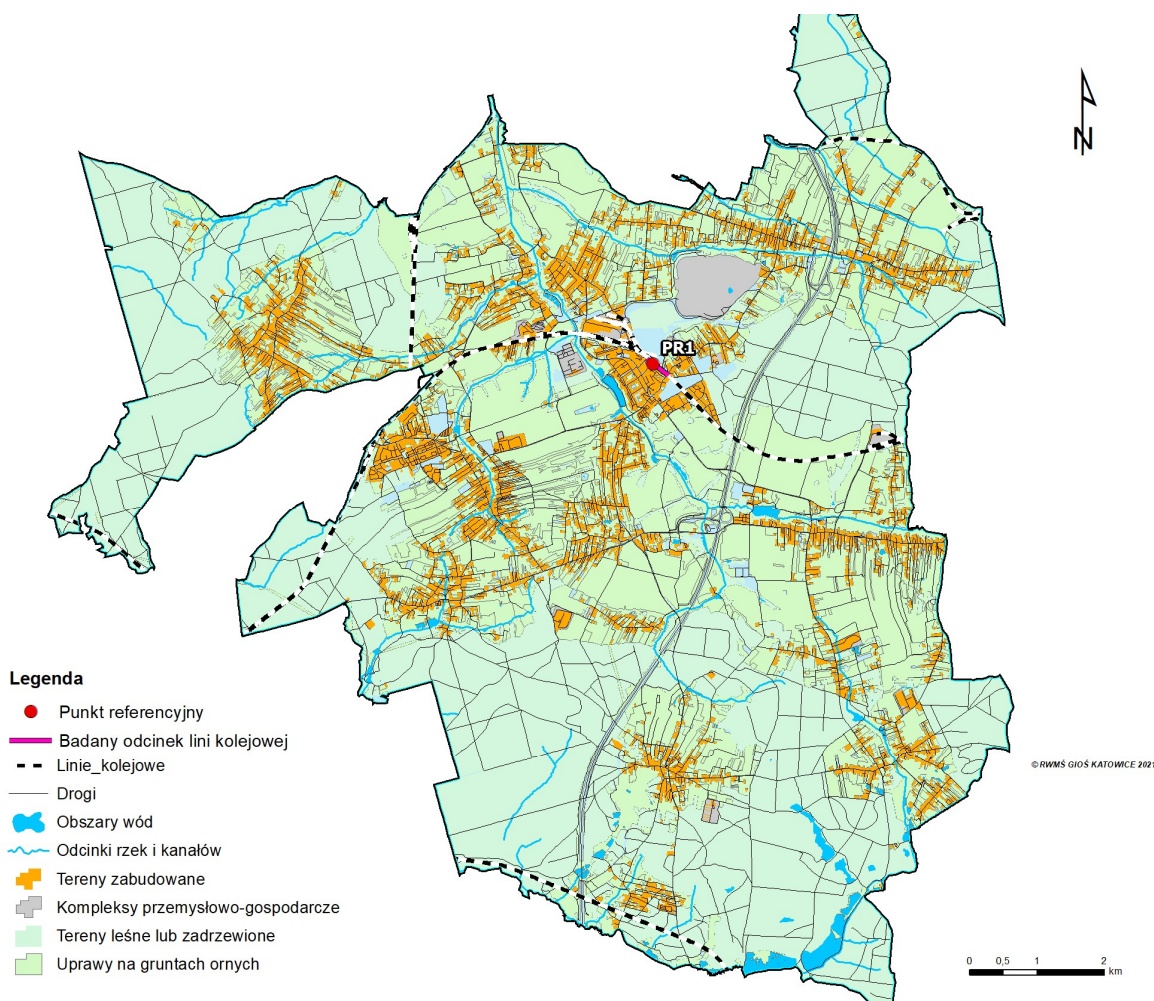 N
PR1
Legenda
Punkt referencyjny
Badany odcinek lini kolejowej
Linie_kolejowe
Drogi
Obszary wód
Odcinki rzek i kanałów
Tereny zabudowane
Kompleksy przemysłowo-gospodarcze
Tereny leśne lub zadrzewione
Uprawy na gruntach ornych
© RWMŚ GIOŚ KATOWICE 2021
0 0,5 1 2
km